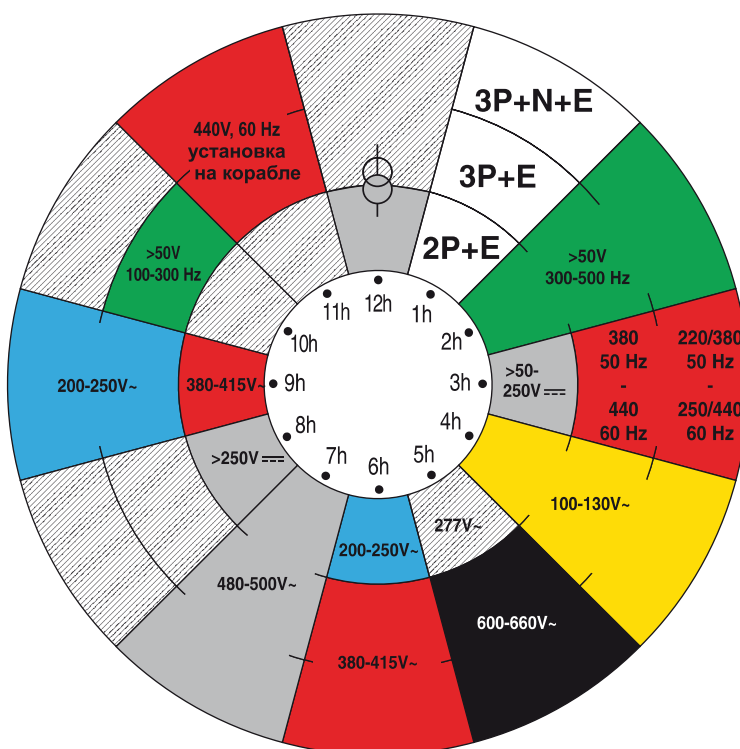 3P+N+E
3P+E
2P+E
440V, 60 Hz
установка
на корабле
>50V
100-300 Hz
>50V
300-500 Hz
200-250V~
380-415V~
>50-
250V
380
50 Hz
-
440
60 Hz
220/380
50 Hz
-
250/440
60 Hz
>250V
100-130V~
277V~
200-250V~
480-500V~
600-660V~
380-415V~
12h
1h
2h
3h
4h
5h
6h
7h
8h
9h
10h
11h